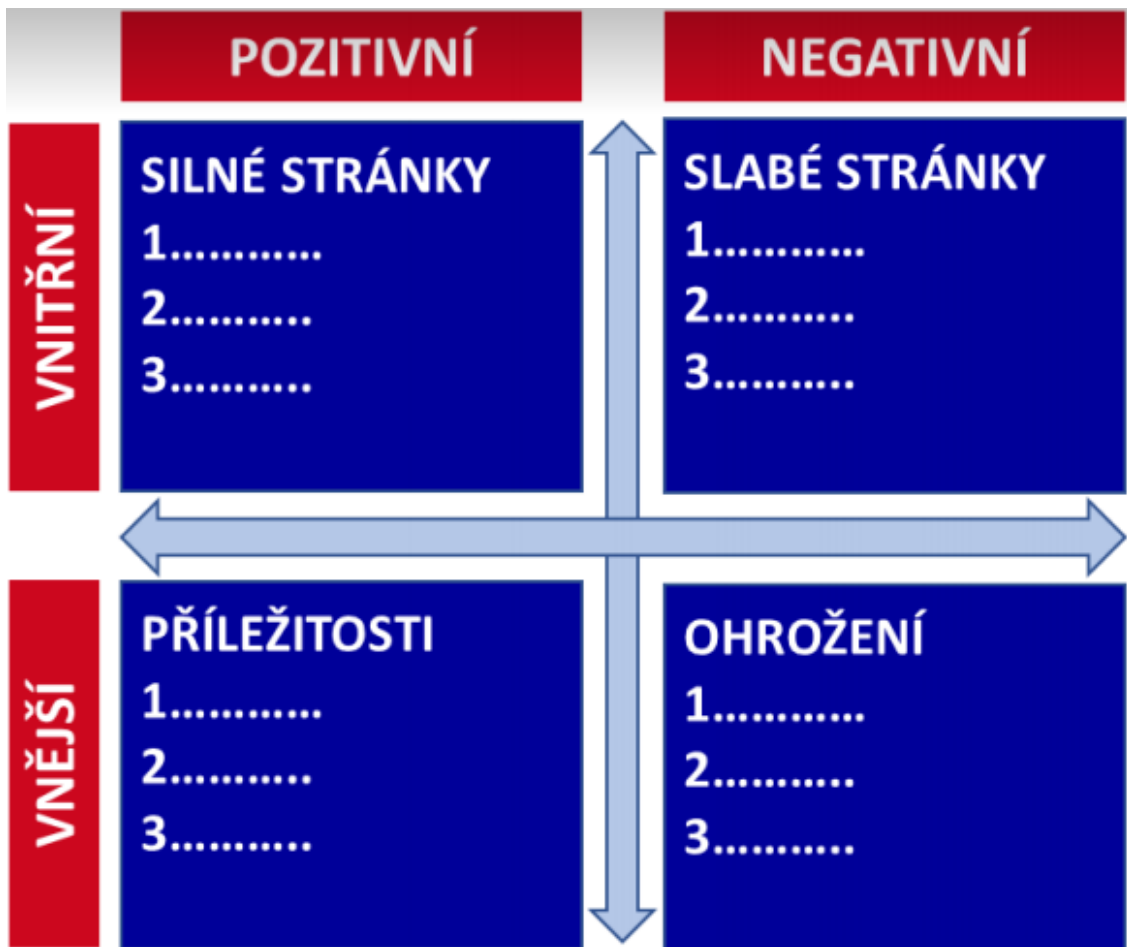 POZITIVNÍ
NEGATIVNÍ
VNITŘNÍ
SILNÉ STRÁNKY
1…………
2………..
3………..
SLABÉ STRÁNKY
1…………
2………..
3………..
VNĚJŠÍ
PŘÍLEŽITOSTI
1…………
2………..
3………..
OHROŽENÍ
1…………
2………..
3………..